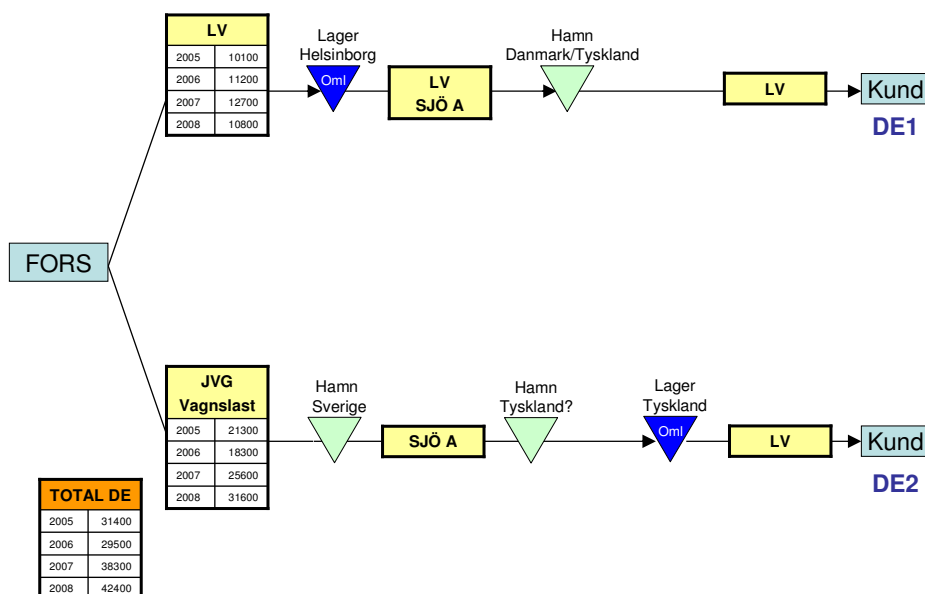 LV
2005 10100
2006 11200
2007 12700
2008 10800
Lager
Helsinborg
Oml
LV
SJÖ A
Hamn
Danmark/Tyskland
LV
Kund
DE1
FORS
JVG
Vagnslast
2005 21300
2006 18300
2007 25600
2008 31600
Hamn
Sverige
SJÖ A
Hamn
Tyskland?
Lager
Tyskland
Oml
LV
Kund
DE2
TOTAL DE
2005 31400
2006 29500
2007 38300
2008 42400